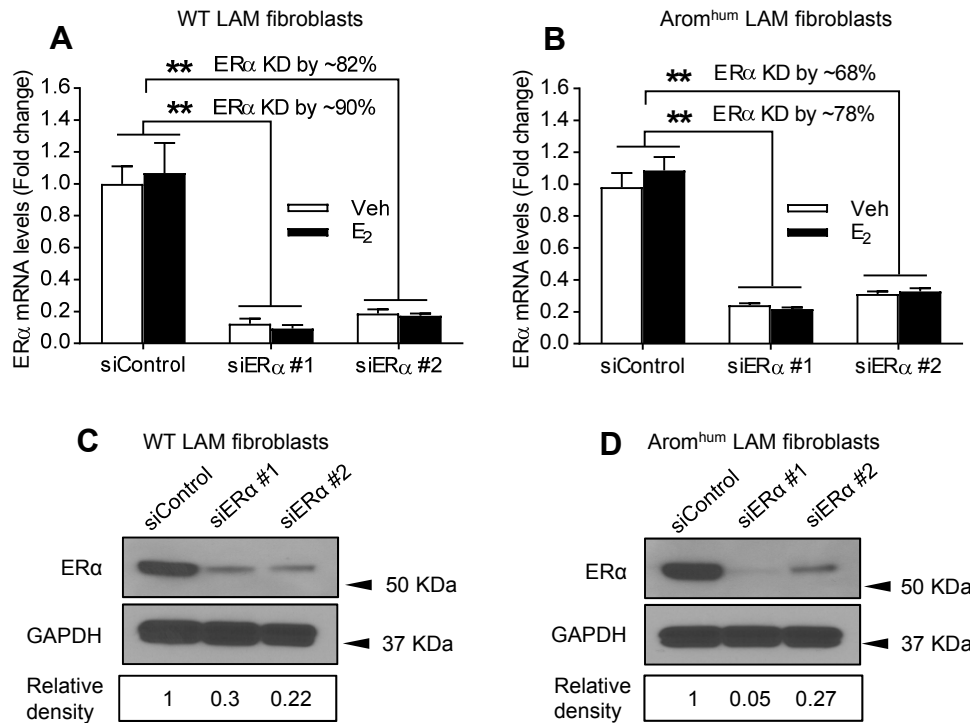 A
WT LAM fibroblasts
ERα mRNA levels (Fold change)
1.6
1.4
1.2
1.0
0.8
0.6
0.4
0.2
0.0
** ERα KD by ~82%
** ERα KD by ~90%
Veh
E₂
siControl siERα #1 siERα #2
B
Aromʰᵘᵐ LAM fibroblasts
ERα mRNA levels (Fold change)
1.6
1.4
1.2
1.0
0.8
0.6
0.4
0.2
0.0
** ERα KD by ~68%
** ERα KD by ~78%
Veh
E₂
siControl siERα #1 siERα #2
C
WT LAM fibroblasts
siControl siERα #1 siERα #2
ERα
50 KDa
GAPDH
37 KDa
Relative
density
1 0.3 0.22
D
Aromʰᵘᵐ LAM fibroblasts
siControl siERα #1 siERα #2
ERα
50 KDa
GAPDH
37 KDa
Relative
density
1 0.05 0.27